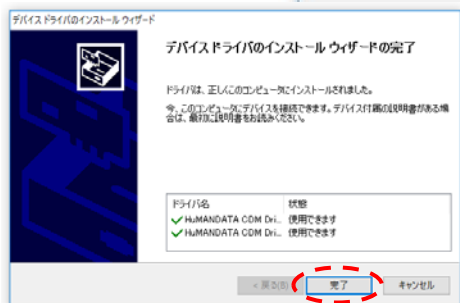 デバイスドライバのインストール ウィザード
デバイス ドライバのインストール ウィザードの完了
ドライバは、正しくこのコンピュータにインストールされました。
今、このコンピュータにデバイスを接続できます。デバイス付属の説明書がある場
合は、最初に説明書をお読みください。
ドライバ名 状態
HuMANDATA CDM Dri... 使用できます
HuMANDATA CDM Dri... 使用できます
< 戻る(B) 完了 キャンセル